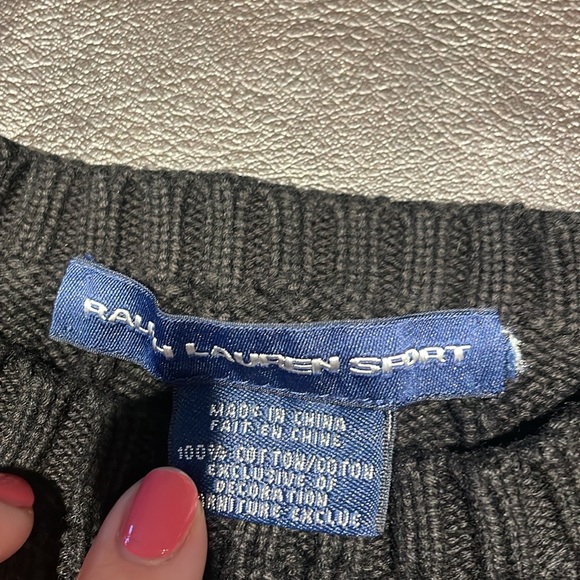 RALPH LAUREN SPORT
MADE IN CHINA
FAIT EN CHINE
100% COTTON/COTON
EXCLUSIVE OF
DECORATION
GARNITURE EXCLUE